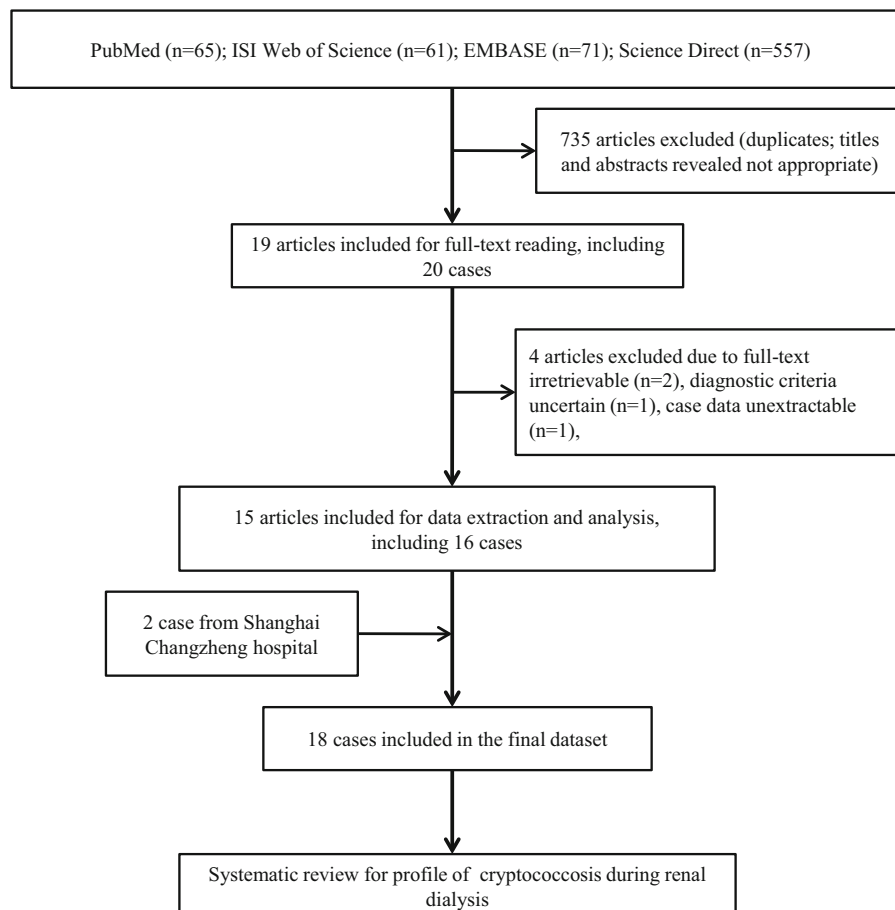 PubMed (n=65); ISI Web of Science (n=61); EMBASE (n=71); Science Direct (n=557)
735 articles excluded (duplicates; titles
and abstracts revealed not appropriate)
19 articles included for full-text reading, including
20 cases
4 articles excluded due to full-text
irretrievable (n=2), diagnostic criteria
uncertain (n=1), case data unextractable
(n=1),
15 articles included for data extraction and analysis,
including 16 cases
2 case from Shanghai
Changzheng hospital
18 cases included in the final dataset
Systematic review for profile of cryptococcosis during renal
dialysis